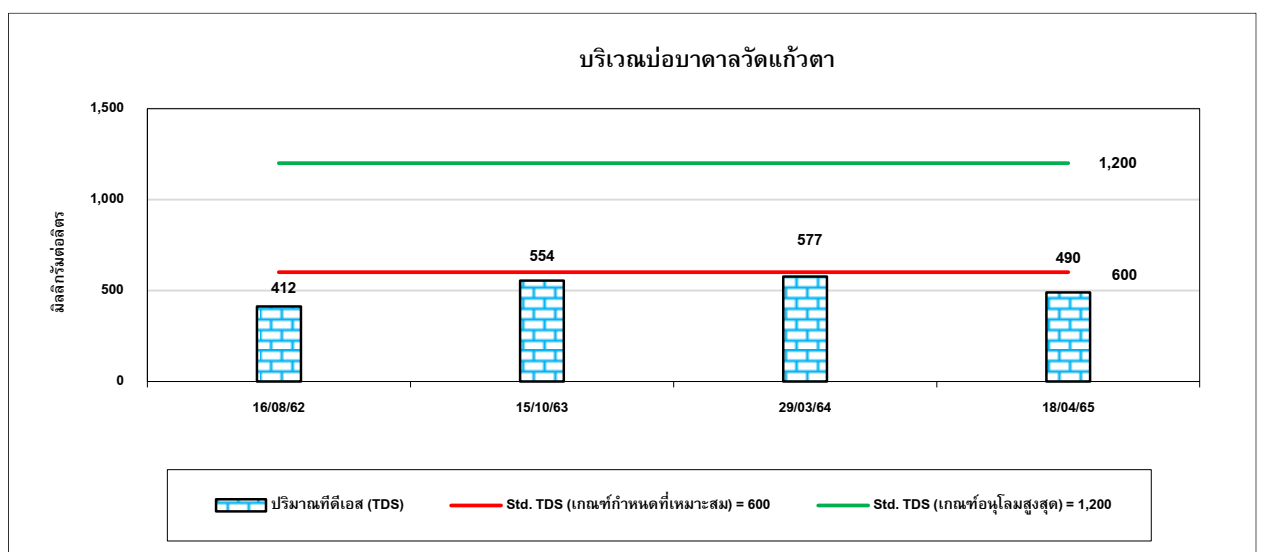 บริเวณบ่อบาดาลวัดแก้วตา
1,500
1,000
500
0
มิลลิกรัมต่อลิตร
1,200
412
554
577
490
600
16/08/62
15/10/63
29/03/64
18/04/65
ปริมาณทีดีเอส (TDS)
Std. TDS (เกณฑ์กำหนดที่เหมาะสม) = 600
Std. TDS (เกณฑ์อนุโลมสูงสุด) = 1,200